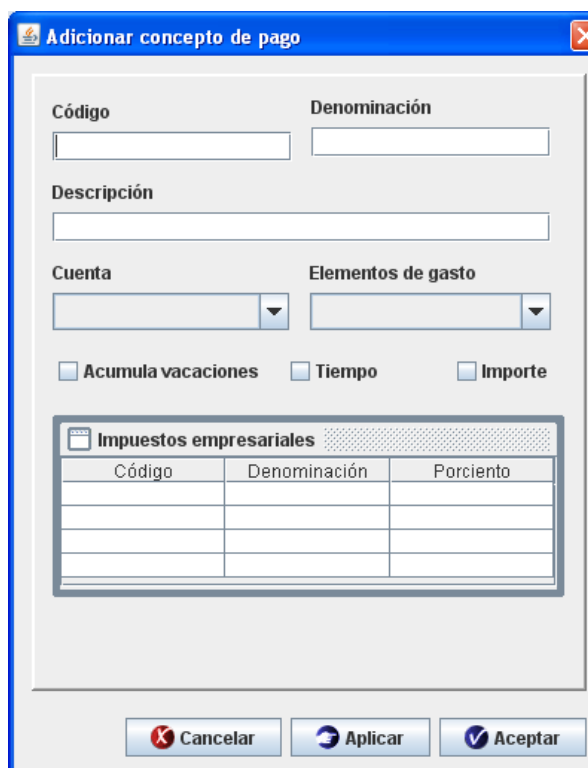 Adicionar concepto de pago
Código Denominación
Descripción
Cuenta Elementos de gasto
Acumula vacaciones Tiempo Importe
Impuestos empresariales
Código Denominación Porciento
Cancelar Aplicar Aceptar